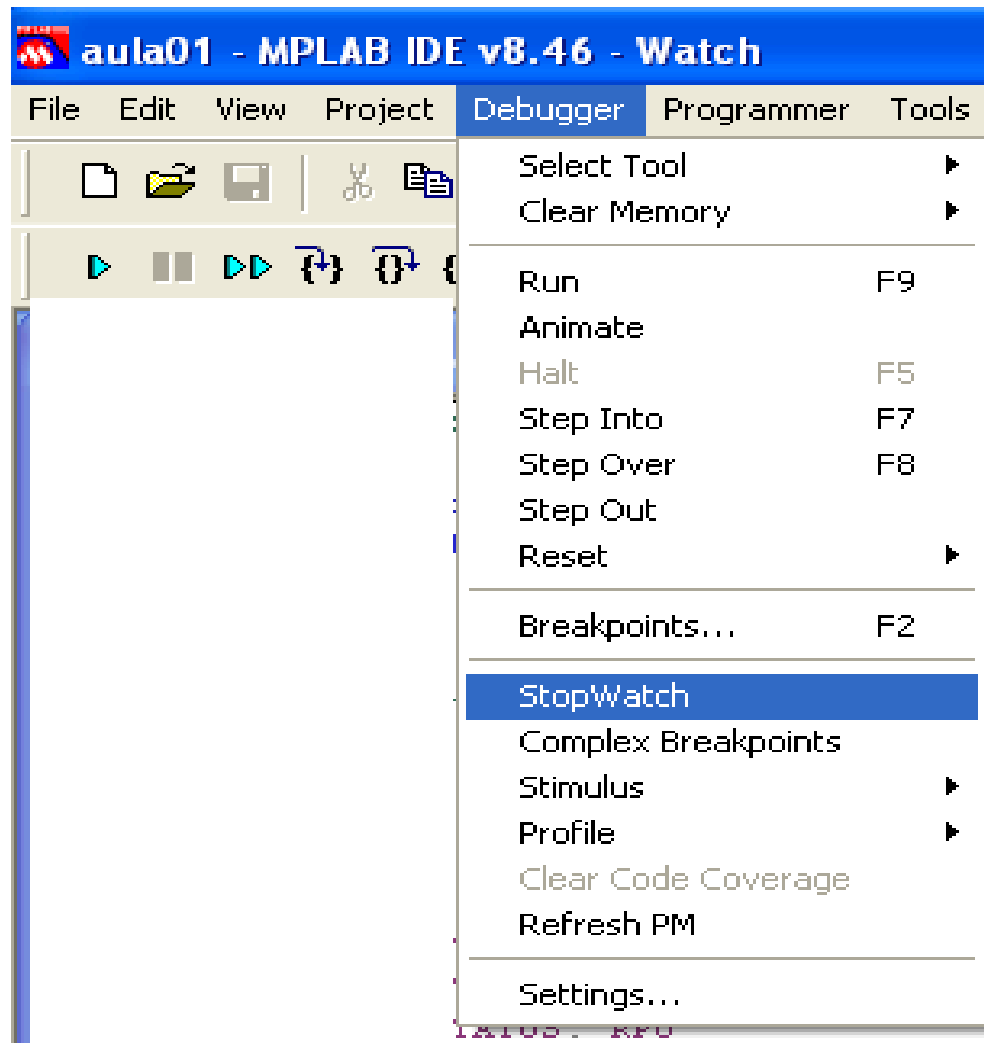 aula01 - MPLAB IDE v8.46 - Watch
File Edit View Project Debugger Programmer Tools
Select Tool
Clear Memory
Run F9
Animate
Halt F5
Step Into F7
Step Over F8
Step Out
Reset
Breakpoints... F2
StopWatch
Complex Breakpoints
Stimulus
Profile
Clear Code Coverage
Refresh PM
Settings...